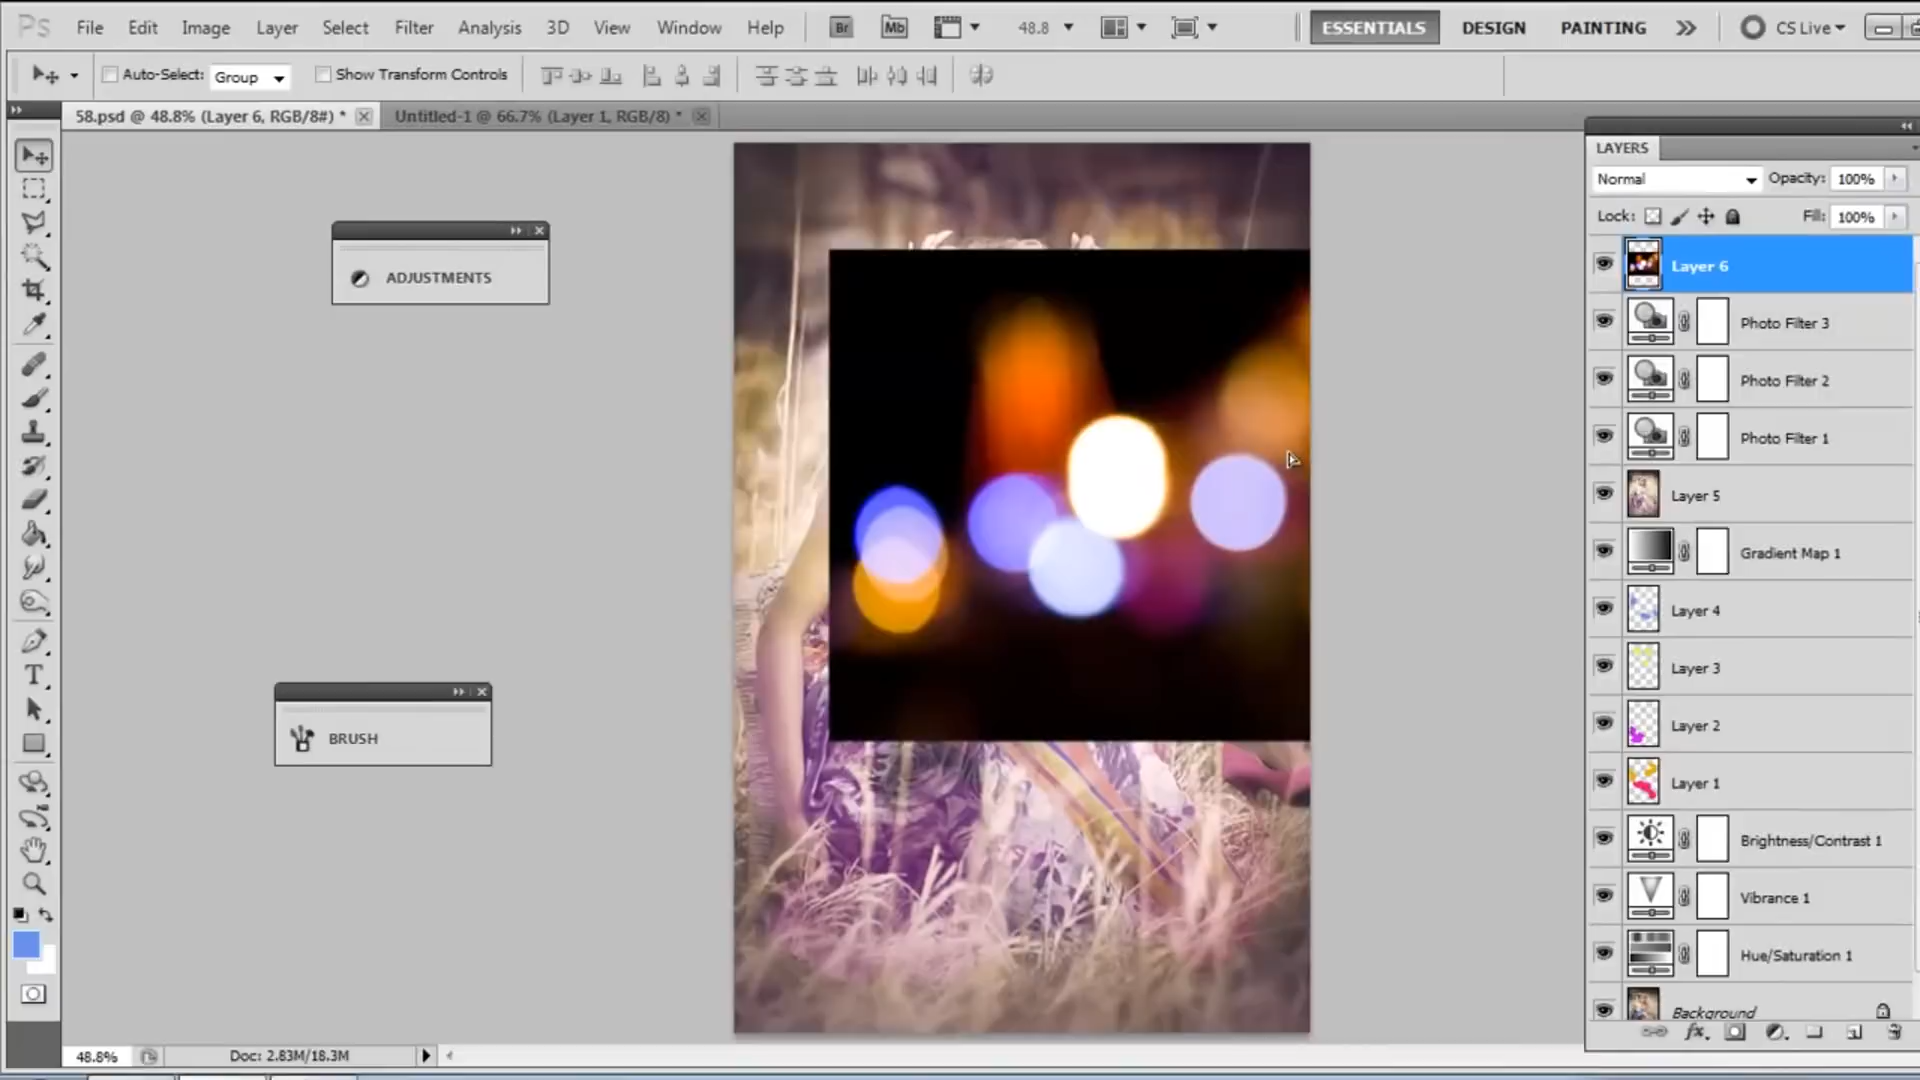 Ps File Edit Image Layer Select Filter Analysis 3D View Window Help Br Mb 48.8 ESSENTIALS DESIGN PAINTING CS Live
Auto-Select: Group Show Transform Controls
58.psd @ 48.8% (Layer 6, RGB/8#) * Untitled-1 @ 66.7% (Layer 1, RGB/8) *
LAYERS
Normal Opacity: 100%
Lock: Fill: 100%
Layer 6
ADJUSTMENTS
Photo Filter 3
Photo Filter 2
Photo Filter 1
Layer 5
Gradient Map 1
Layer 4
Layer 3
T
Layer 2
BRUSH
Layer 1
Brightness/Contrast 1
Vibrance 1
Hue/Saturation 1
Background
fx
48.8% Doc: 2.83M/18.3M